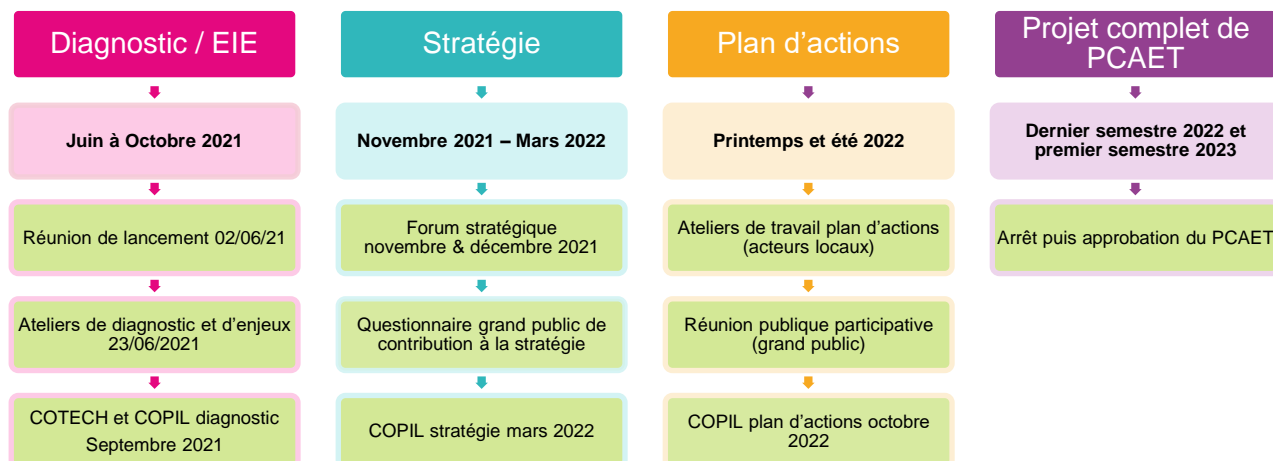 Diagnostic / EIE
Juin à Octobre 2021
Réunion de lancement 02/06/21
Ateliers de diagnostic et d'enjeux
23/06/2021
COTECH et COPIL diagnostic
Septembre 2021
Stratégie
Novembre 2021 – Mars 2022
Forum stratégique
novembre & décembre 2021
Questionnaire grand public de
contribution à la stratégie
COPIL stratégie mars 2022
Plan d'actions
Printemps et été 2022
Ateliers de travail plan d'actions
(acteurs locaux)
Réunion publique participative
(grand public)
COPIL plan d'actions octobre
2022
Projet complet de
PCAET
Dernier semestre 2022 et
premier semestre 2023
Arrêt puis approbation du PCAET